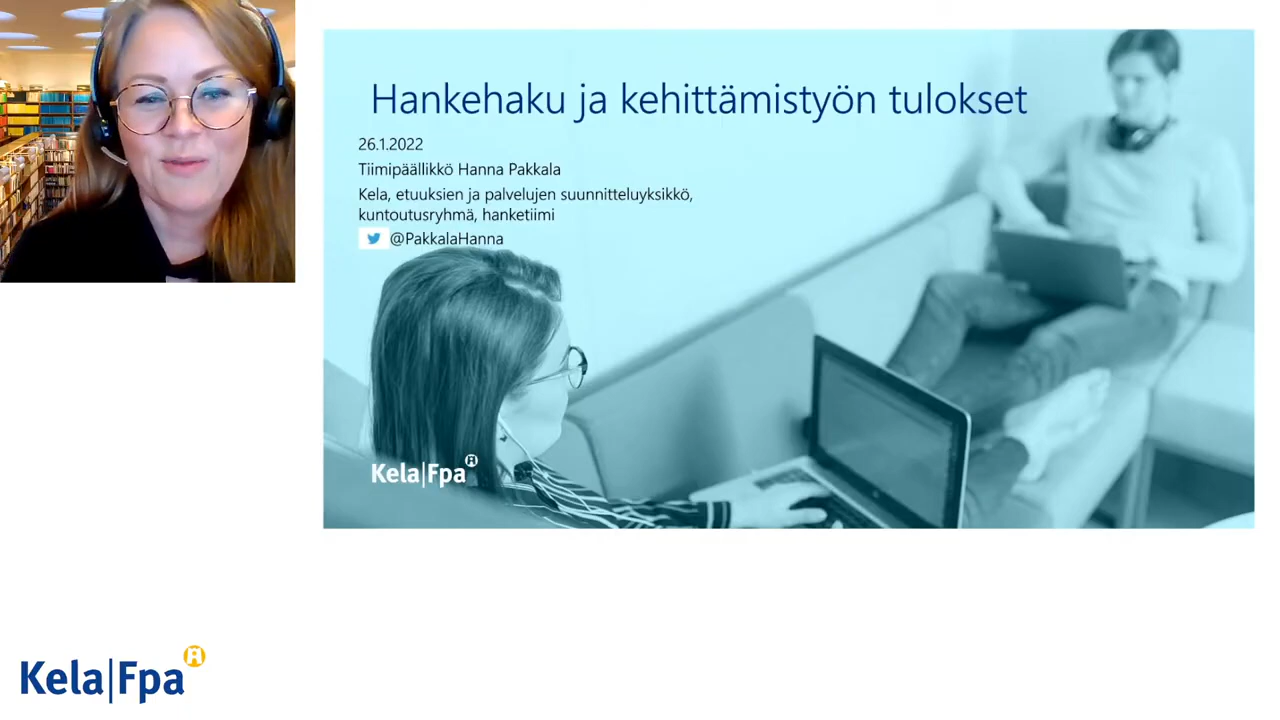 Hankehaku ja kehittämistyön tulokset
26.1.2022
Tiimipäällikkö Hanna Pakkala
Kela, etuuksien ja palvelujen suunnitteluyksikkö,
kuntoutusryhmä, hanketiimi
@PakkalaHanna
Kela|Fpa
Kela|Fpa